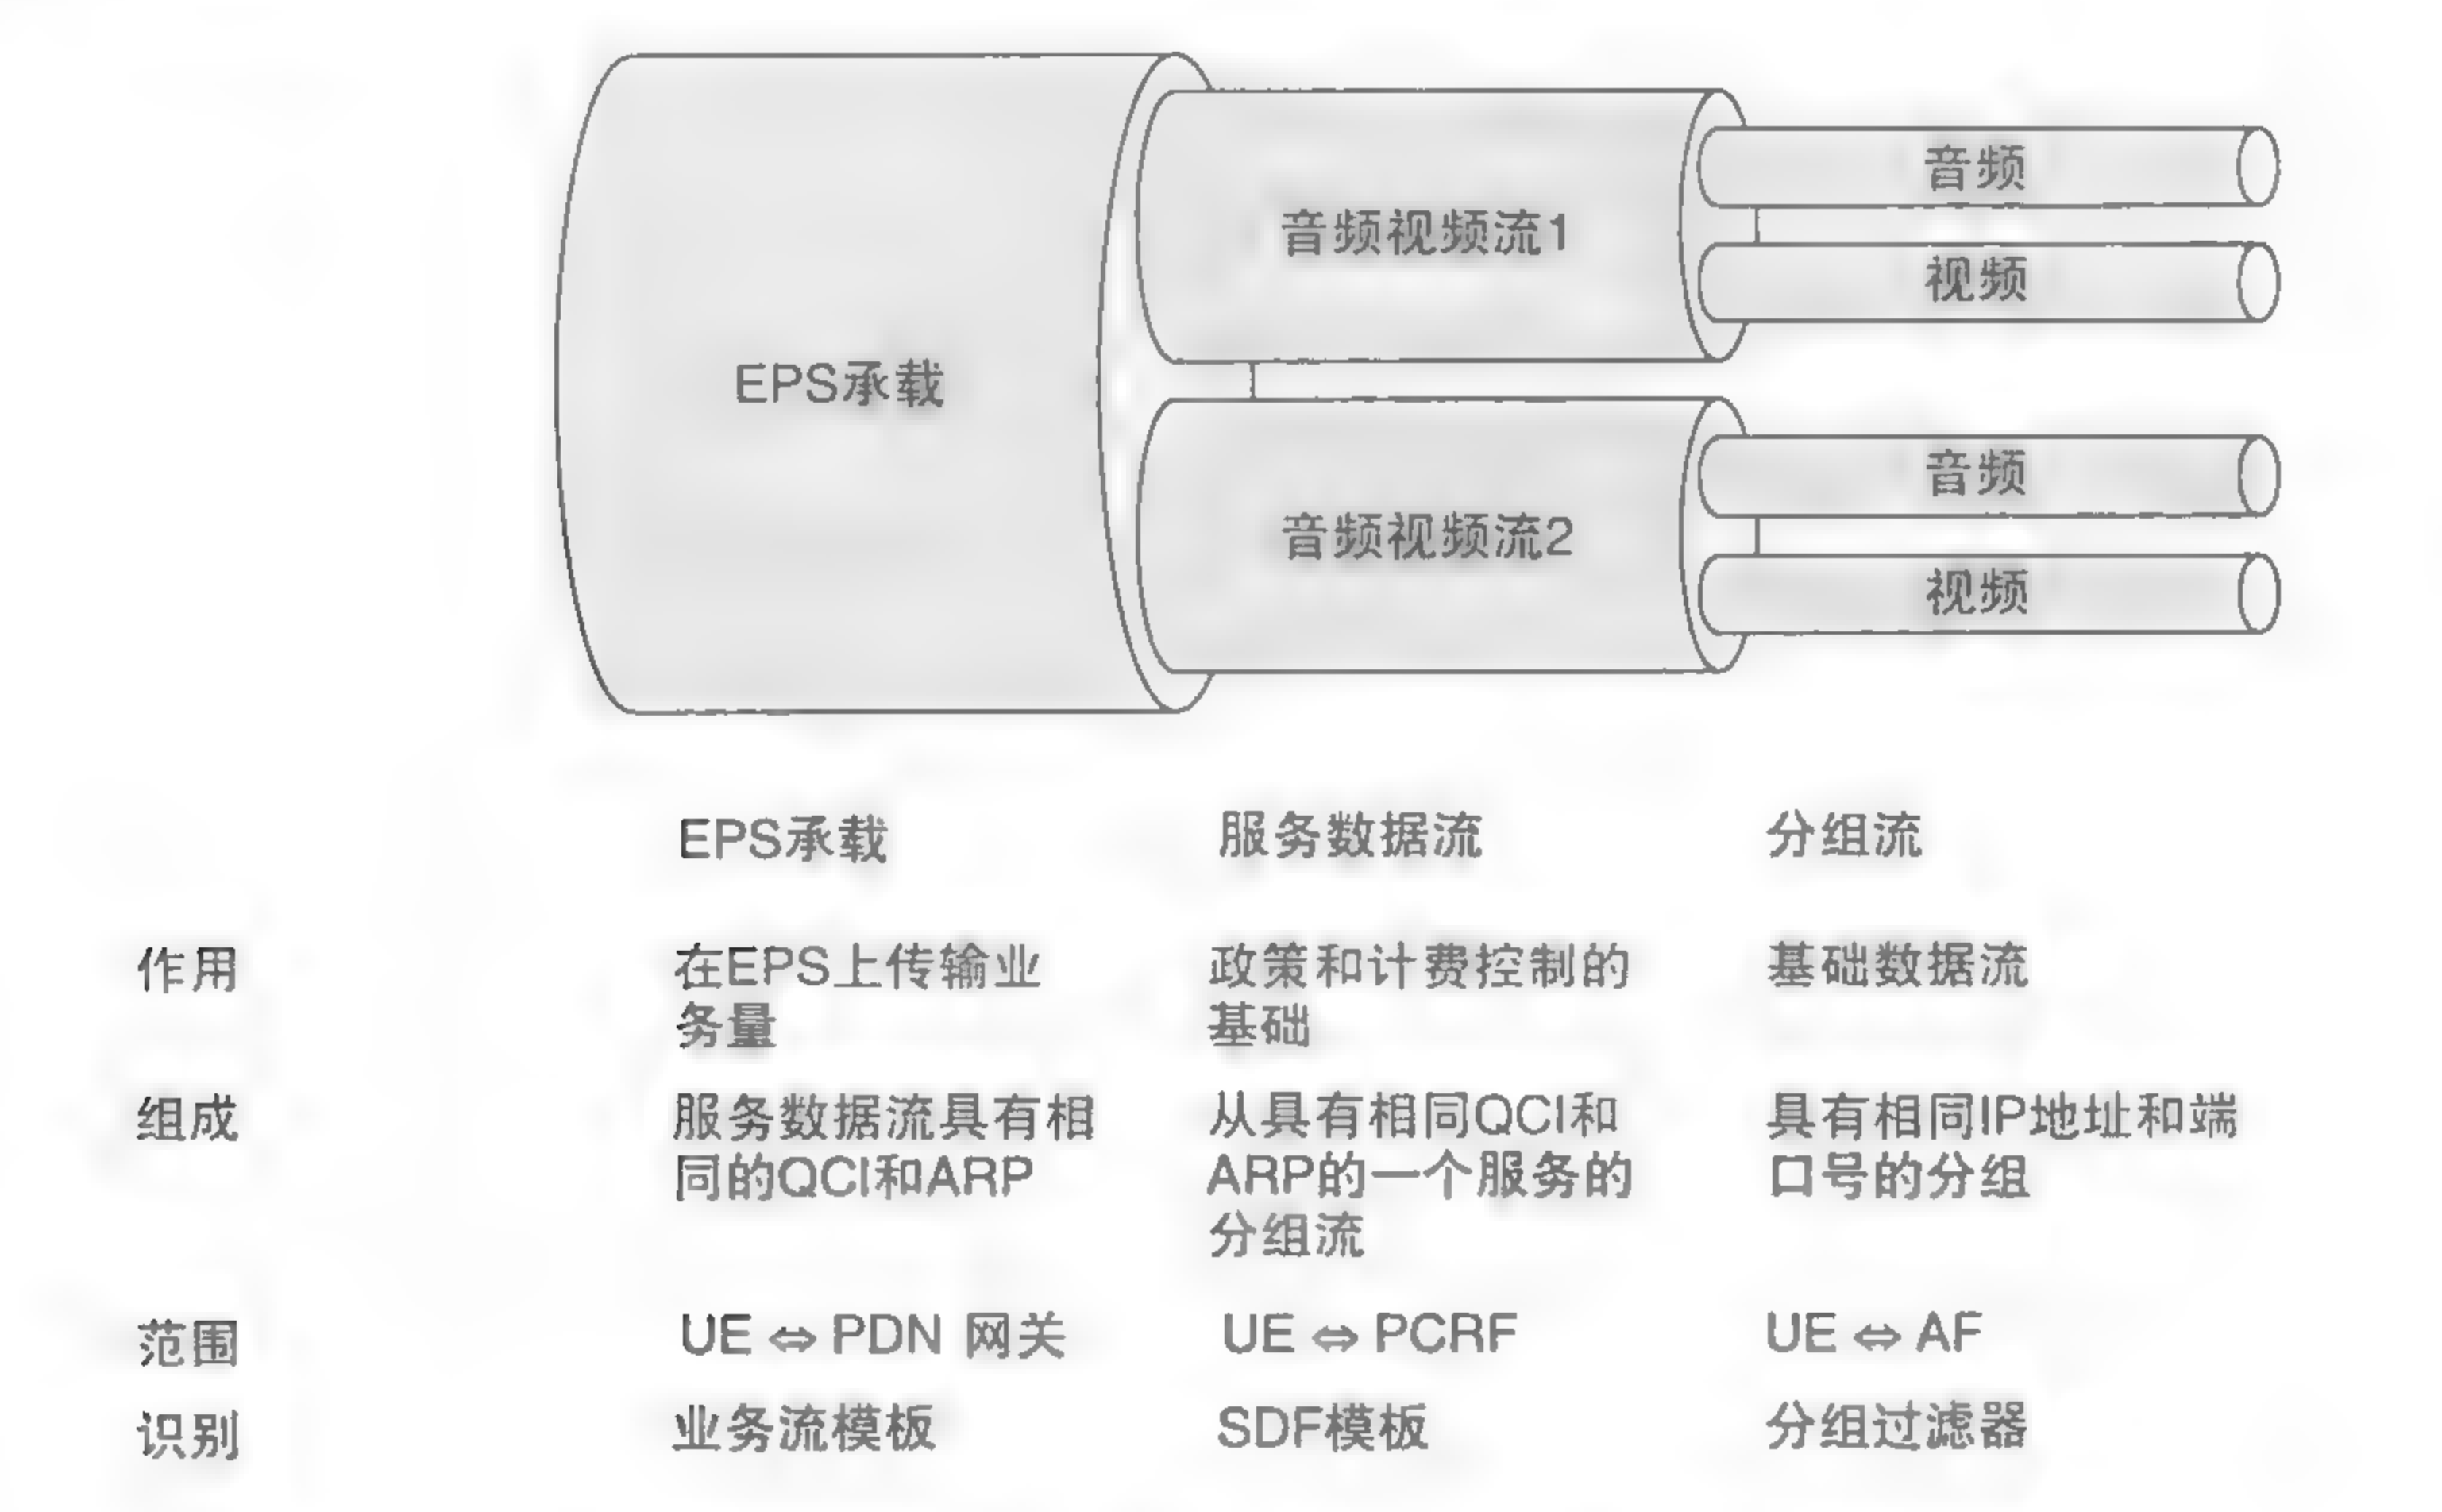 音频
音频视频流1
视频
EPS承载
音频
音频视频流2
视频
EPS承载 服务数据流 分组流
作用 在EPS上传输业 政策和计费控制的 基础数据流
务量 基础
组成 服务数据流具有相 从具有相同QCI和 具有相同IP地址和端
同的QCI和ARP ARP的一个服务的 口号的分组
分组流
范围 UE ⇔ PDN 网关 UE ⇔ PCRF UE ⇔ AF
识别 业务流模板 SDF模板 分组过滤器